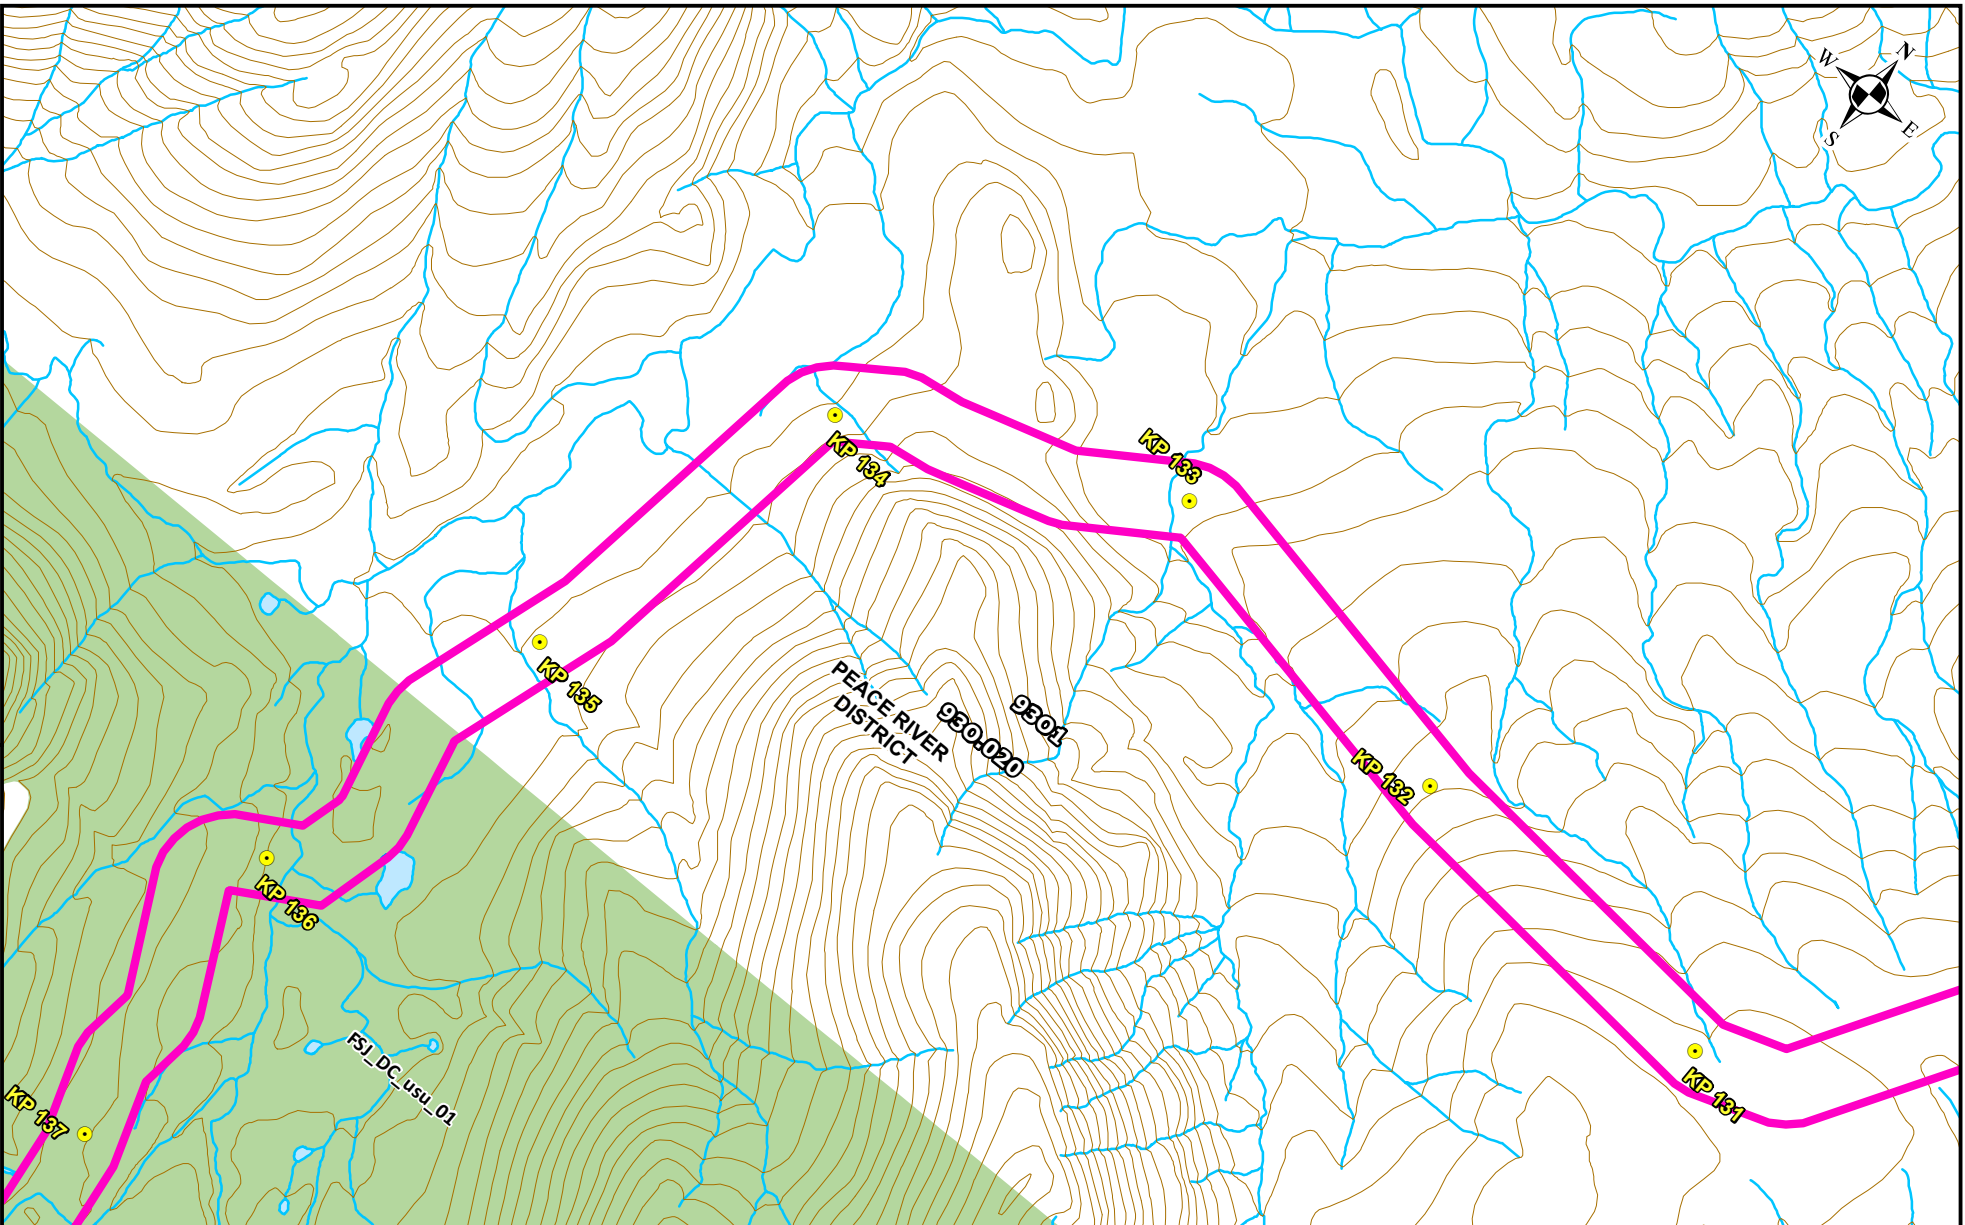 N
W
E
S
KP 133
KP 134
KP 135
PEACE RIVER
DISTRICT
930.020
9301
KP 132
KP 136
FSJ_DC_usu_01
KP 131
KP 137